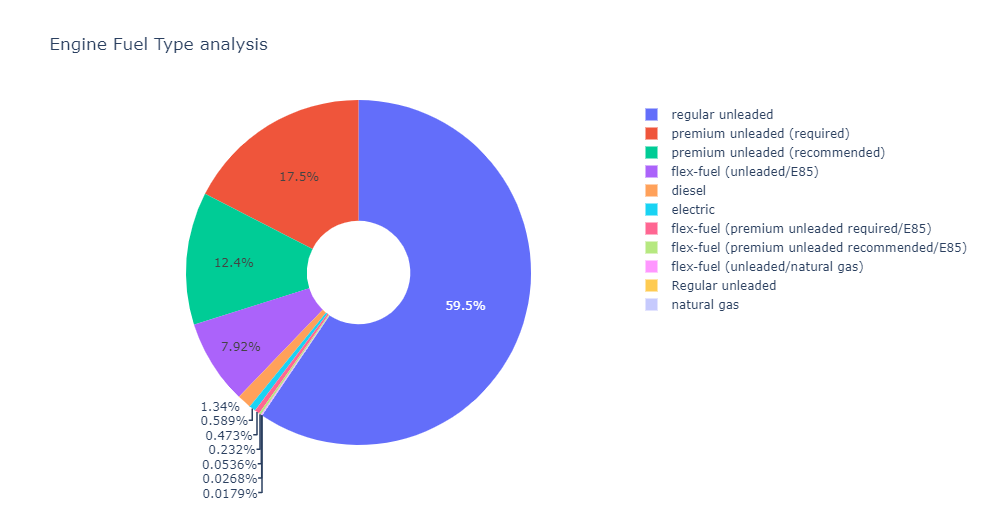 Engine Fuel Type analysis
regular unleaded
premium unleaded (required)
premium unleaded (recommended)
flex-fuel (unleaded/E85)
diesel
electric
flex-fuel (premium unleaded required/E85)
flex-fuel (premium unleaded recommended/E85)
flex-fuel (unleaded/natural gas)
Regular unleaded
natural gas
17.5%
12.4%
59.5%
7.92%
1.34%
0.589%
0.473%
0.232%
0.0536%
0.0268%
0.0179%